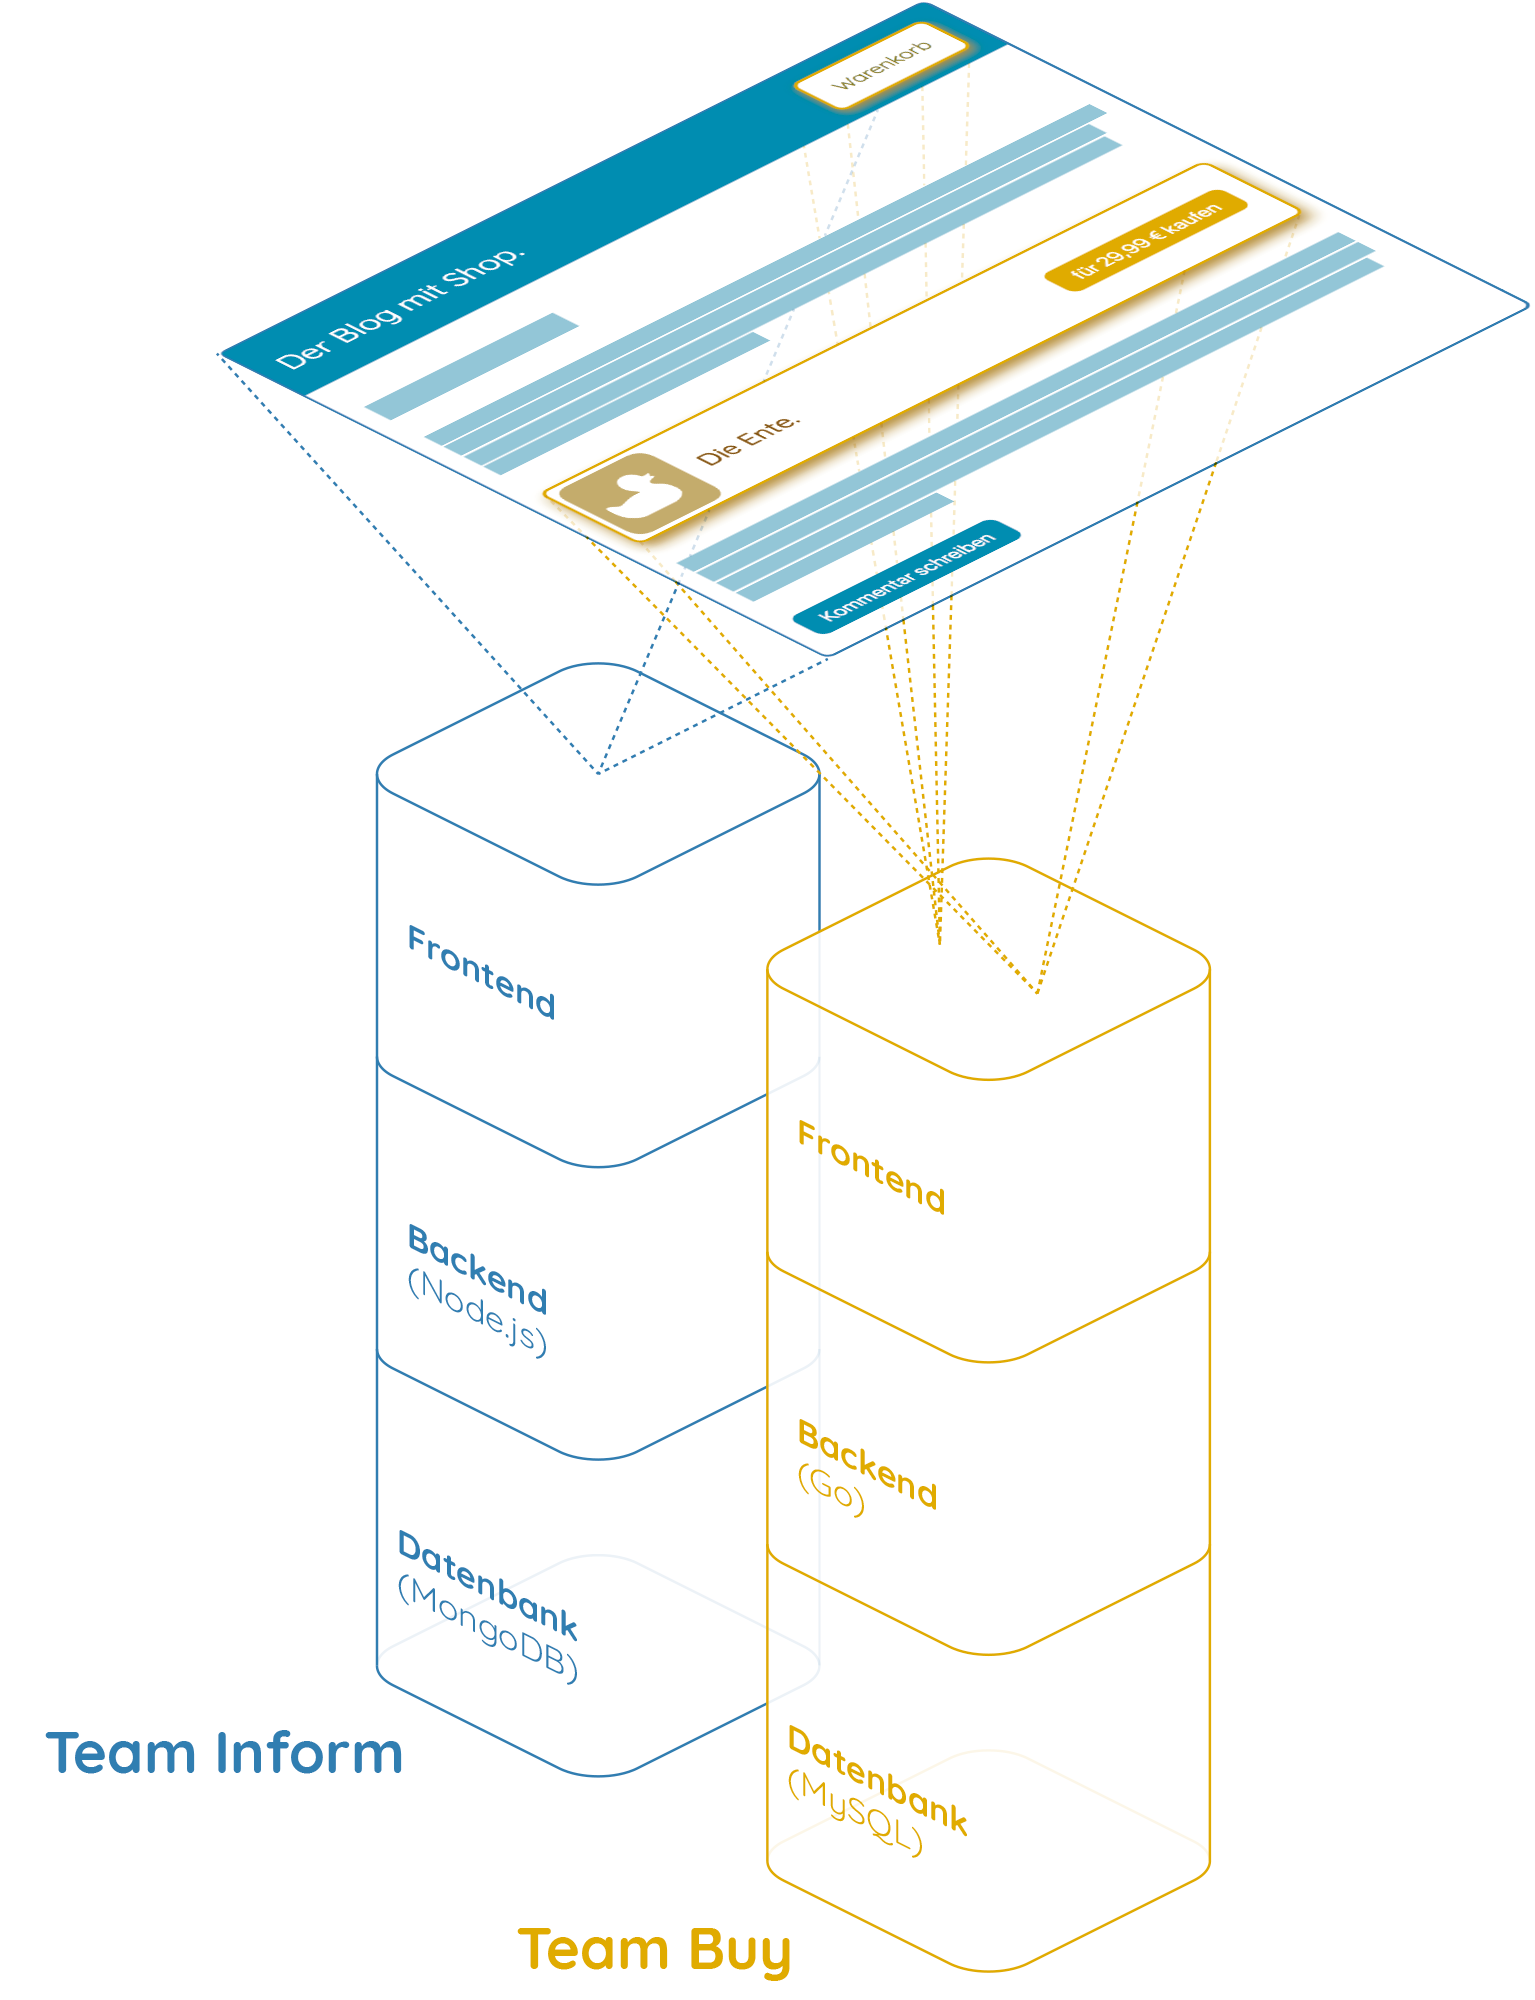 Der Blog mit Shop.
Warenkorb
Die Ente.
für 29,99 € kaufen
Kommentar schreiben
Frontend
Backend
(Node.js)
Datenbank
(MongoDB)
Team Inform
Frontend
Backend
(Go)
Datenbank
(MySQL)
Team Buy